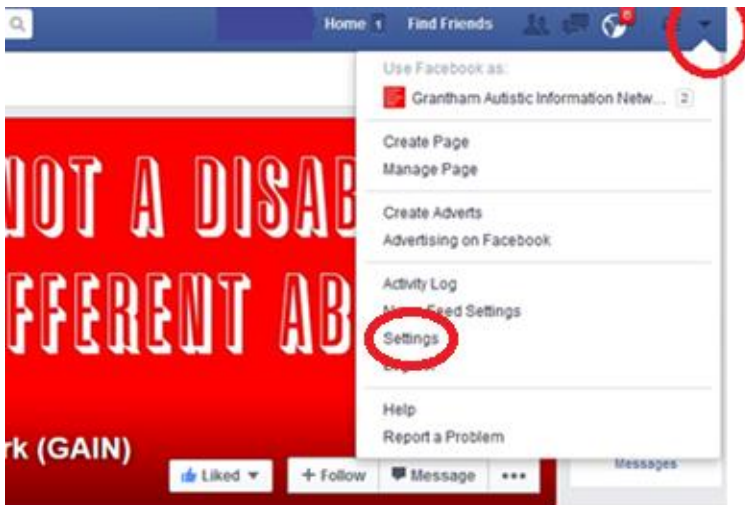 Home 1 Find Friends 6
Use Facebook as:
Grantham Autistic Information Netw... 2
Create Page
Manage Page
Create Adverts
Advertising on Facebook
Activity Log
Feed Settings
Settings
Help
Report a Problem
NOT A DISAB
FFERENT AB
rk (GAIN)
Liked + Follow Message •••
Messages